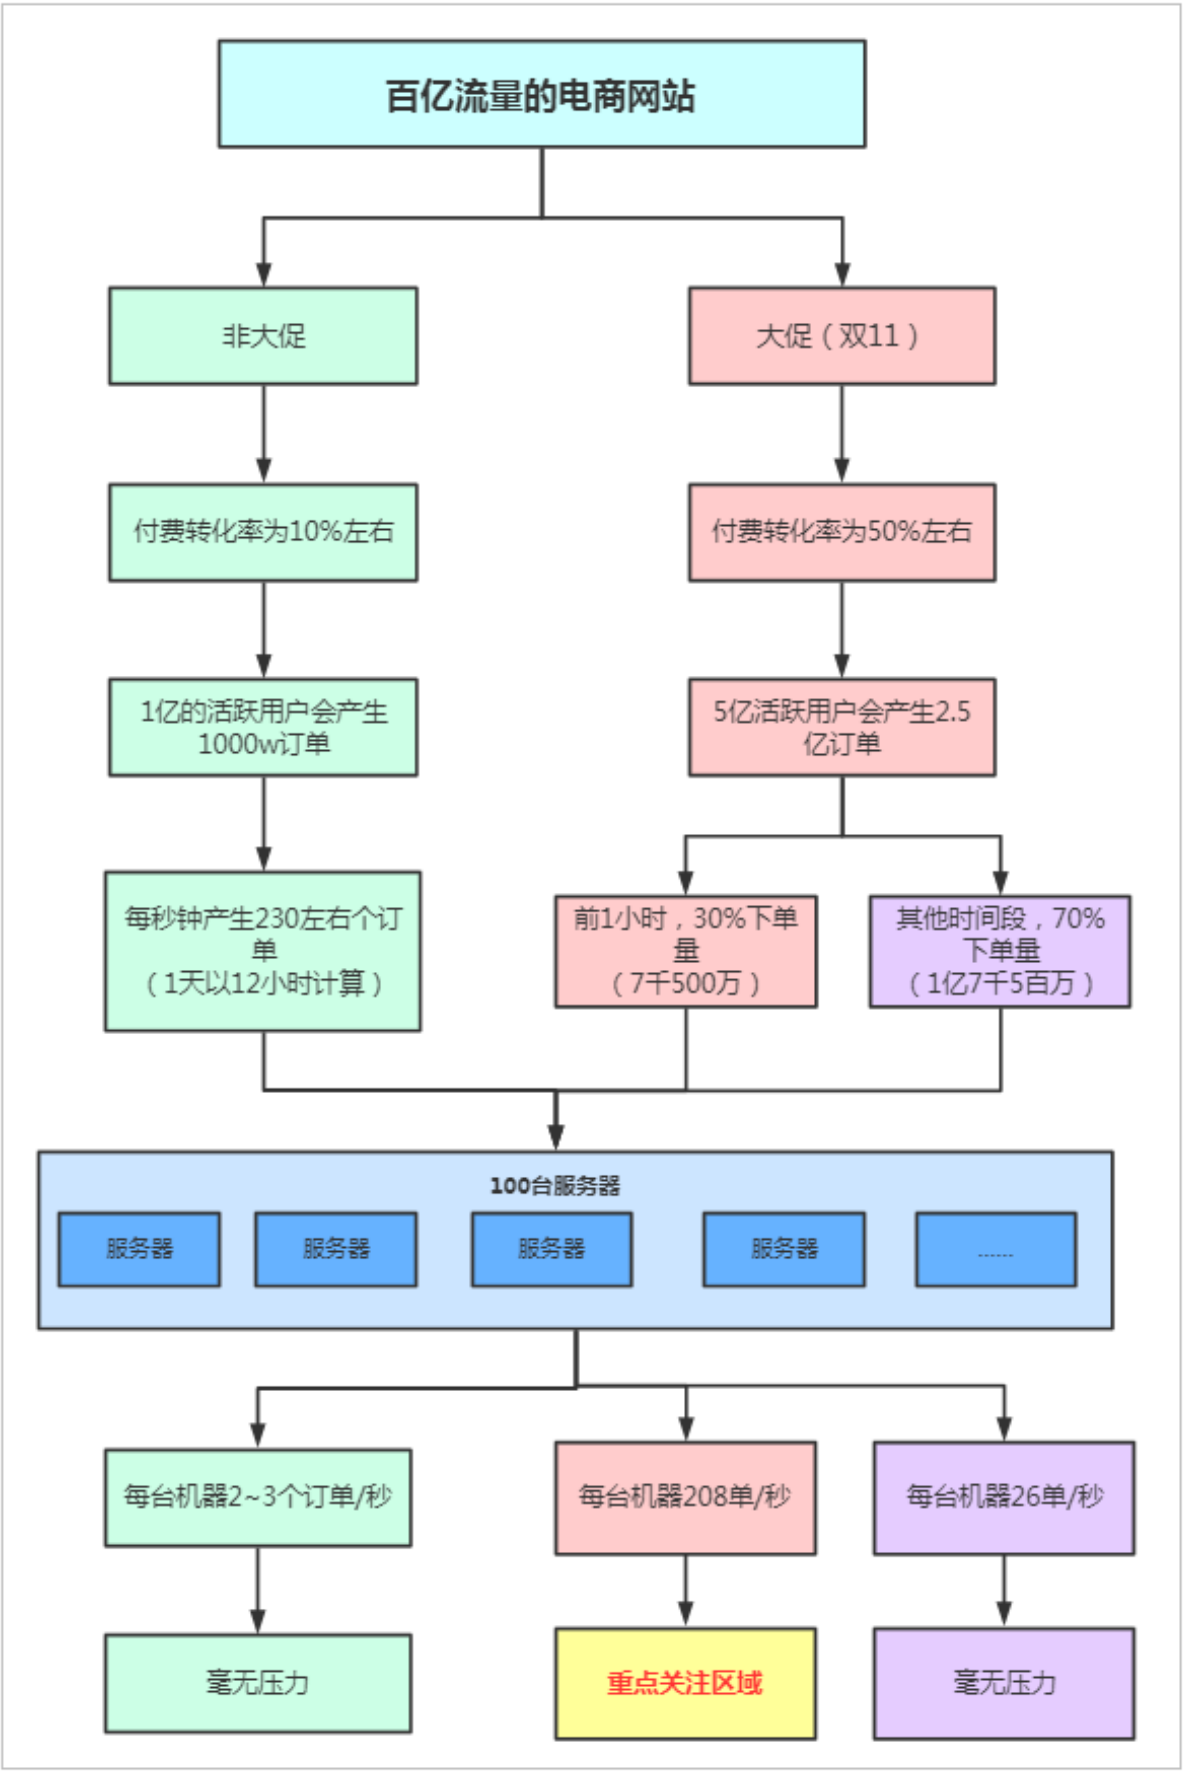 百亿流量的电商网站
非大促
大促（双11）
付费转化率为10%左右
付费转化率为50%左右
1亿的活跃用户会产生
1000w订单
5亿活跃用户会产生2.5
亿订单
每秒钟产生230左右个订
单
（1天以12小时计算）
前1小时，30%下单
量
（7千500万）
其他时间段，70%
下单量
（1亿7千5百万）
100台服务器
服务器
服务器
服务器
服务器
......
每台机器2~3个订单/秒
每台机器208单/秒
每台机器26单/秒
毫无压力
重点关注区域
毫无压力